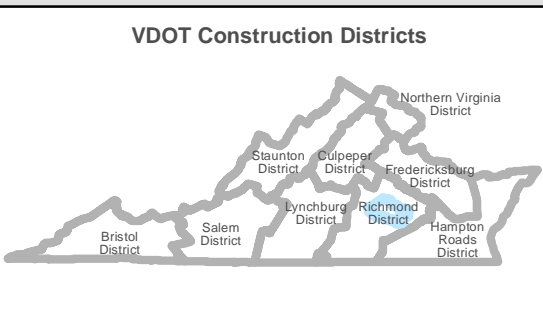 VDOT Construction Districts
Northern Virginia
District
Staunton
District
Culpeper
District
Fredericksburg
District
Lynchburg
District
Richmond
District
Hampton
Roads
District
Salem
District
Bristol
District